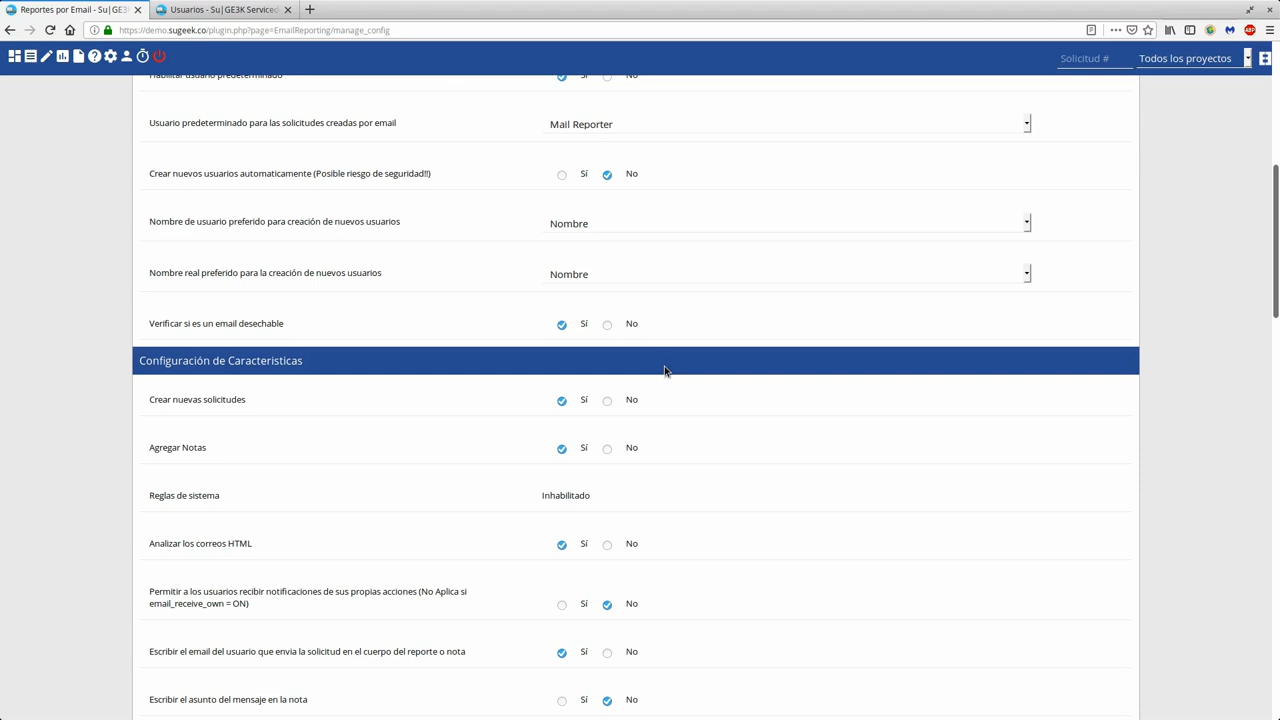 Reportes por Email - Su|GE3K
Usuarios - Su|GE3K Serviced
https://demo.sugeek.co/plugin.php?page=EmailReporting/manage_config
ABP
Solicitud #
Todos los proyectos
Habilitar usuario predeterminado Sí No
Usuario predeterminado para las solicitudes creadas por email Mail Reporter
Crear nuevos usuarios automaticamente (Posible riesgo de seguridad!!) Sí No
Nombre de usuario preferido para creación de nuevos usuarios Nombre
Nombre real preferido para la creación de nuevos usuarios Nombre
Verificar si es un email desechable Sí No
Configuración de Caracteristicas
Crear nuevas solicitudes Sí No
Agregar Notas Sí No
Reglas de sistema Inhabilitado
Analizar los correos HTML Sí No
Permitir a los usuarios recibir notificaciones de sus propias acciones (No Aplica si
email_receive_own = ON) Sí No
Escribir el email del usuario que envia la solicitud en el cuerpo del reporte o nota Sí No
Escribir el asunto del mensaje en la nota Sí No